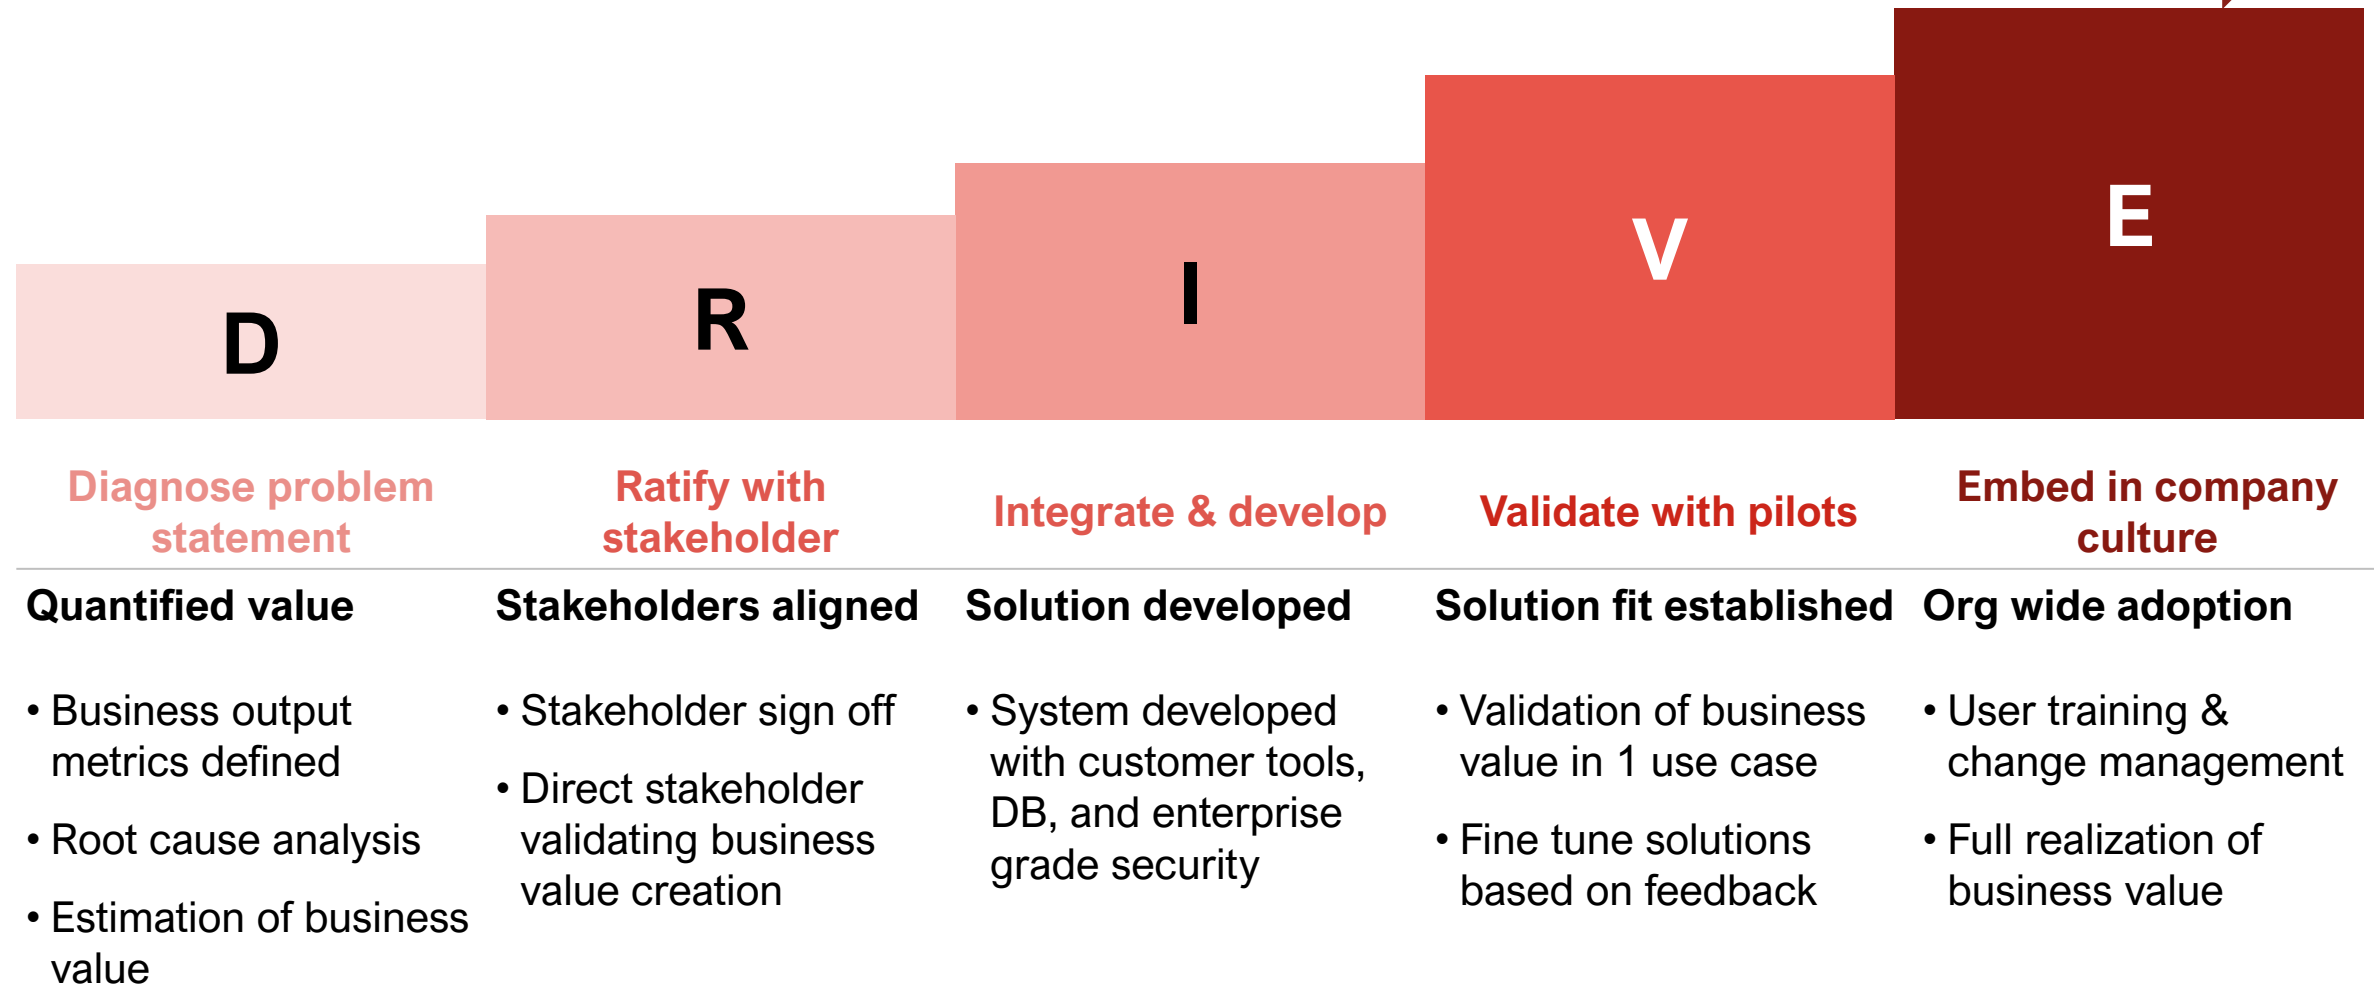 D
R
I
V
E
Diagnose problem
statement
Ratify with
stakeholder
Integrate & develop
Validate with pilots
Embed in company
culture
Quantified value
• Business output
metrics defined
• Root cause analysis
• Estimation of business
value
Stakeholders aligned
• Stakeholder sign off
• Direct stakeholder
validating business
value creation
Solution developed
• System developed
with customer tools,
DB, and enterprise
grade security
Solution fit established
• Validation of business
value in 1 use case
• Fine tune solutions
based on feedback
Org wide adoption
• User training &
change management
• Full realization of
business value